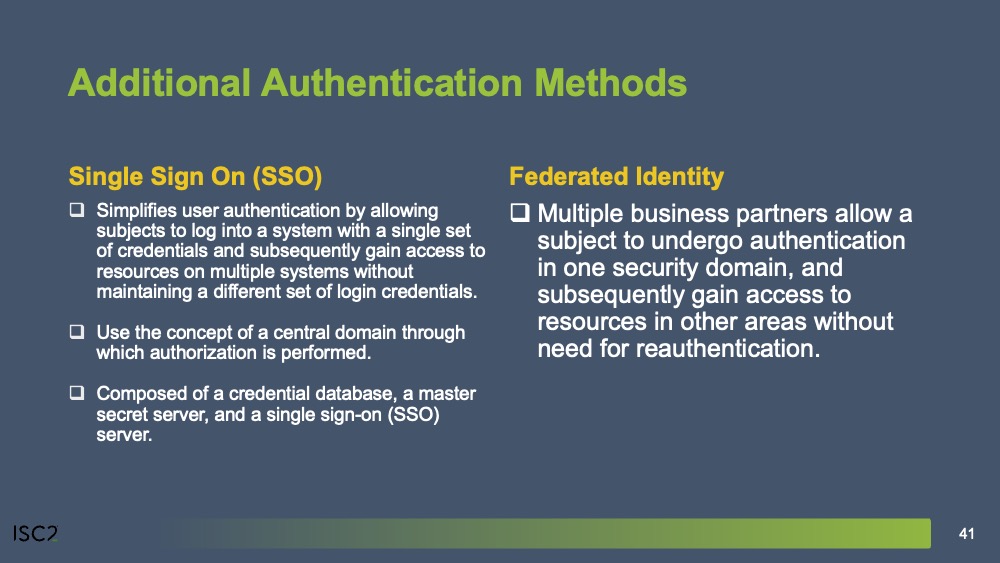 Additional Authentication Methods
Single Sign On (SSO)
❑ Simplifies user authentication by allowing
subjects to log into a system with a single set
of credentials and subsequently gain access to
resources on multiple systems without
maintaining a different set of login credentials.
❑ Use the concept of a central domain through
which authorization is performed.
❑ Composed of a credential database, a master
secret server, and a single sign-on (SSO)
server.
Federated Identity
❑ Multiple business partners allow a
subject to undergo authentication
in one security domain, and
subsequently gain access to
resources in other areas without
need for reauthentication.
ISC2
41